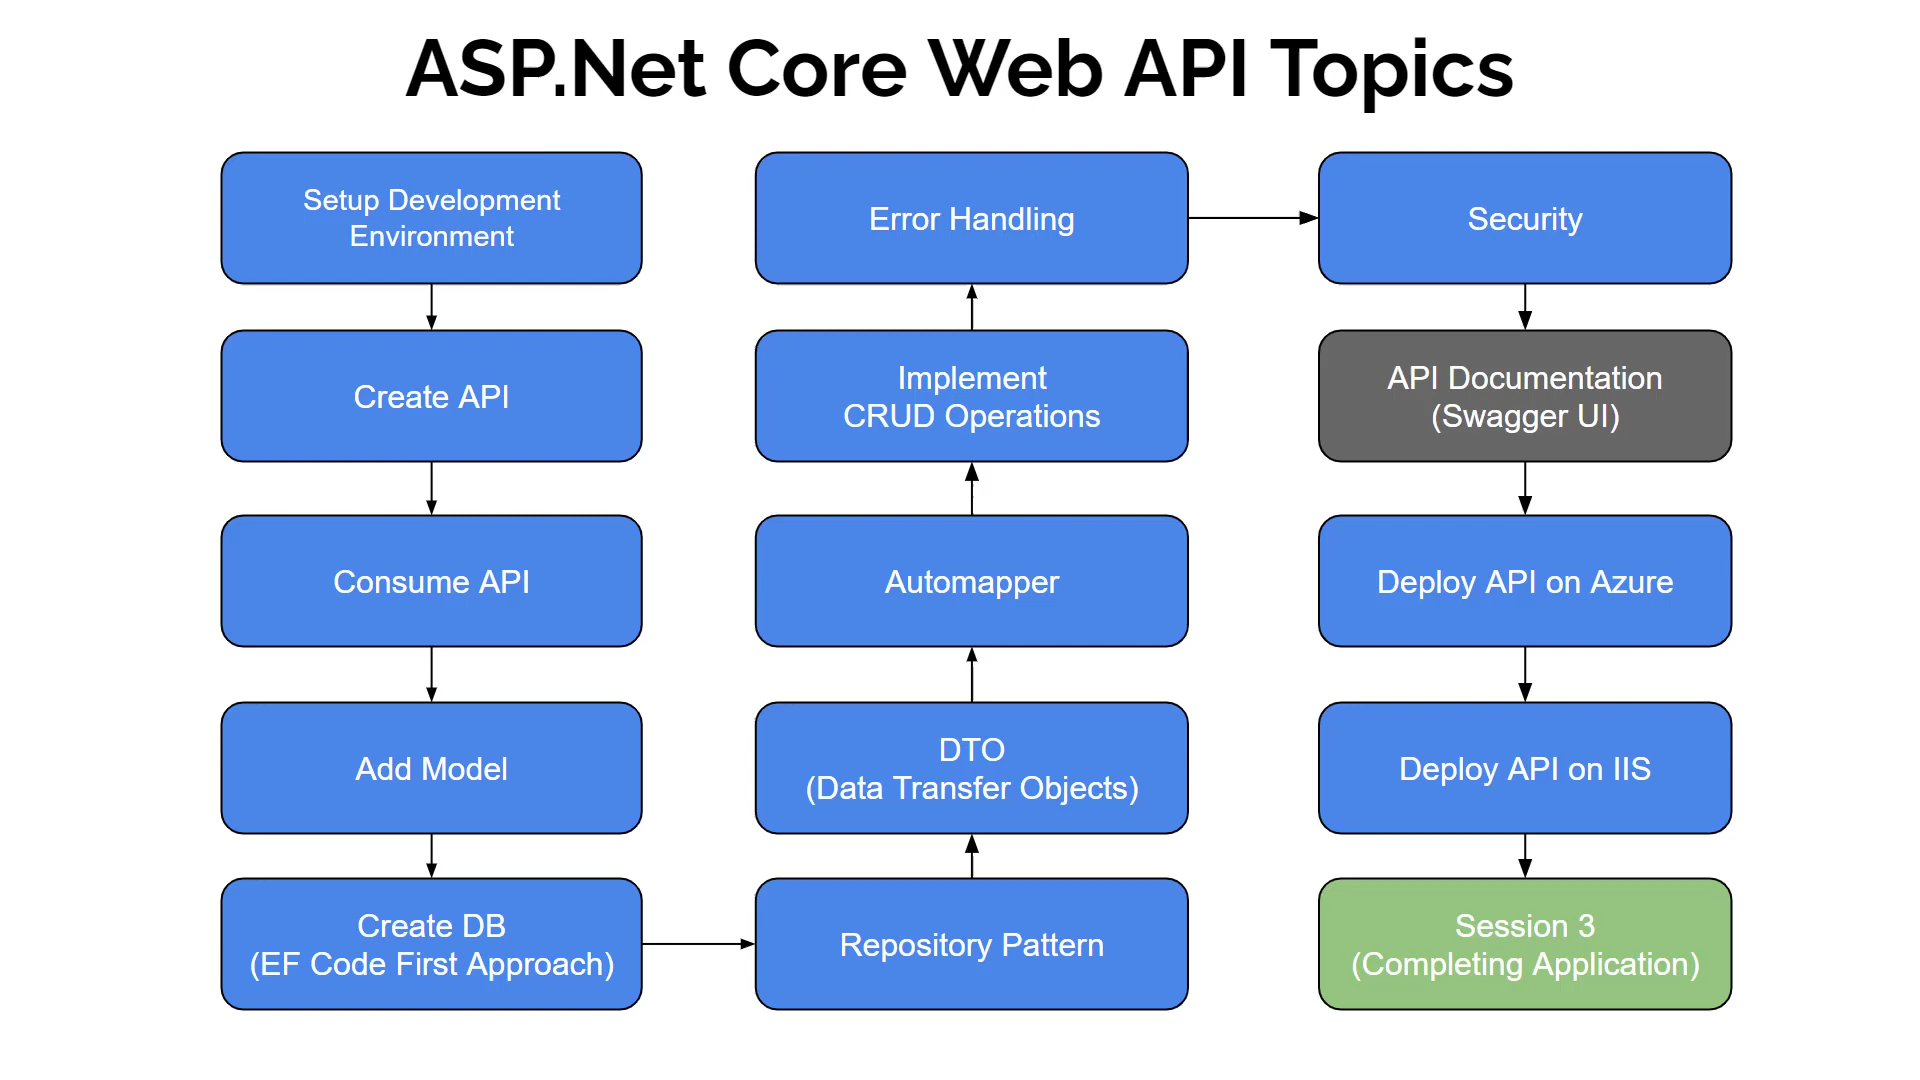 ASP.Net Core Web API Topics
Setup Development
Environment
Create API
Consume API
Add Model
Create DB
(EF Code First Approach)
Repository Pattern
DTO
(Data Transfer Objects)
Automapper
Implement
CRUD Operations
Error Handling
Security
API Documentation
(Swagger UI)
Deploy API on Azure
Deploy API on IIS
Session 3
(Completing Application)